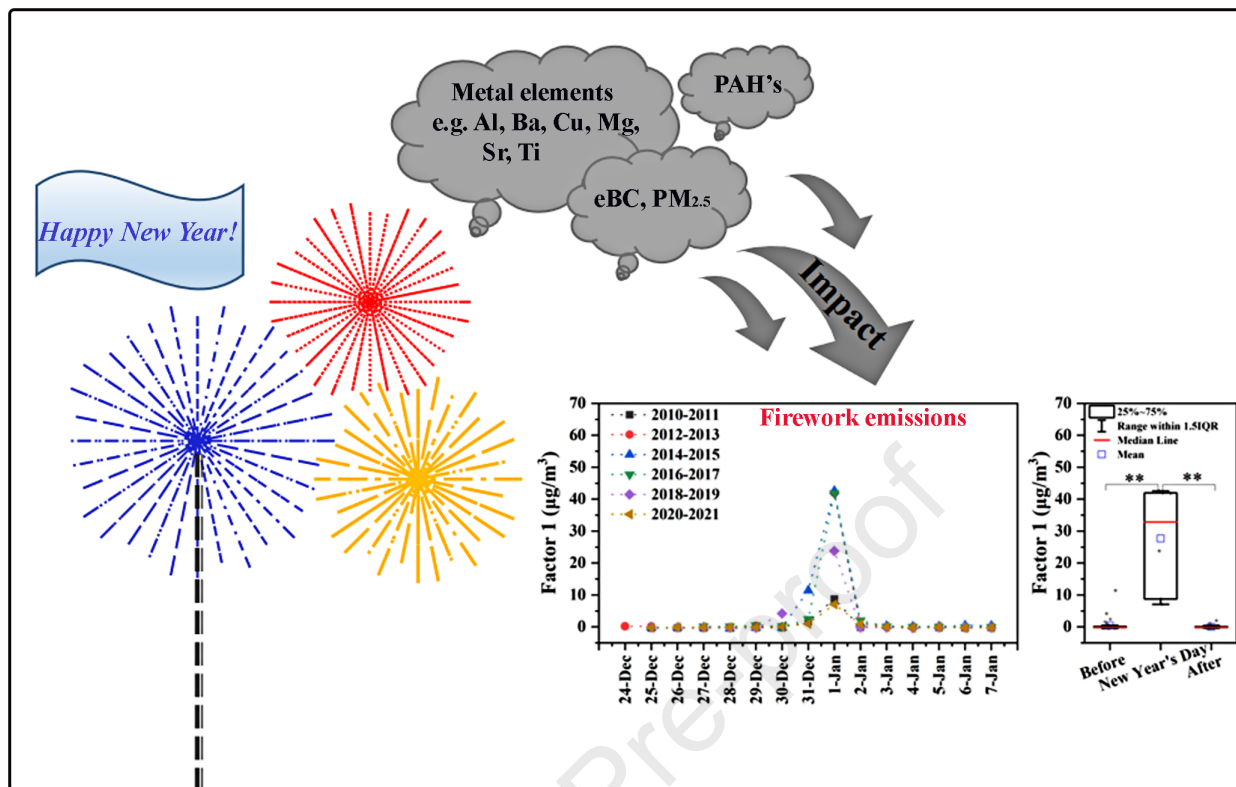 Metal elements
e.g. Al, Ba, Cu, Mg,
Sr, Ti
PAH's
eBC, PM2.5
Happy New Year!
Impact
Firework emissions
Factor 1 (μg/m³)
70
60
50
40
30
20
10
0
2010-2011
2012-2013
2014-2015
2016-2017
2018-2019
2020-2021
24-Dec
25-Dec
26-Dec
27-Dec
28-Dec
29-Dec
30-Dec
31-Dec
1-Jan
2-Jan
3-Jan
4-Jan
5-Jan
6-Jan
7-Jan
Factor 1 (μg/m³)
70
60
50
40
30
20
10
0
25%~75%
Range within 1.5IQR
Median Line
Mean
** **
Before
New Year's Day
After
Pre-proof